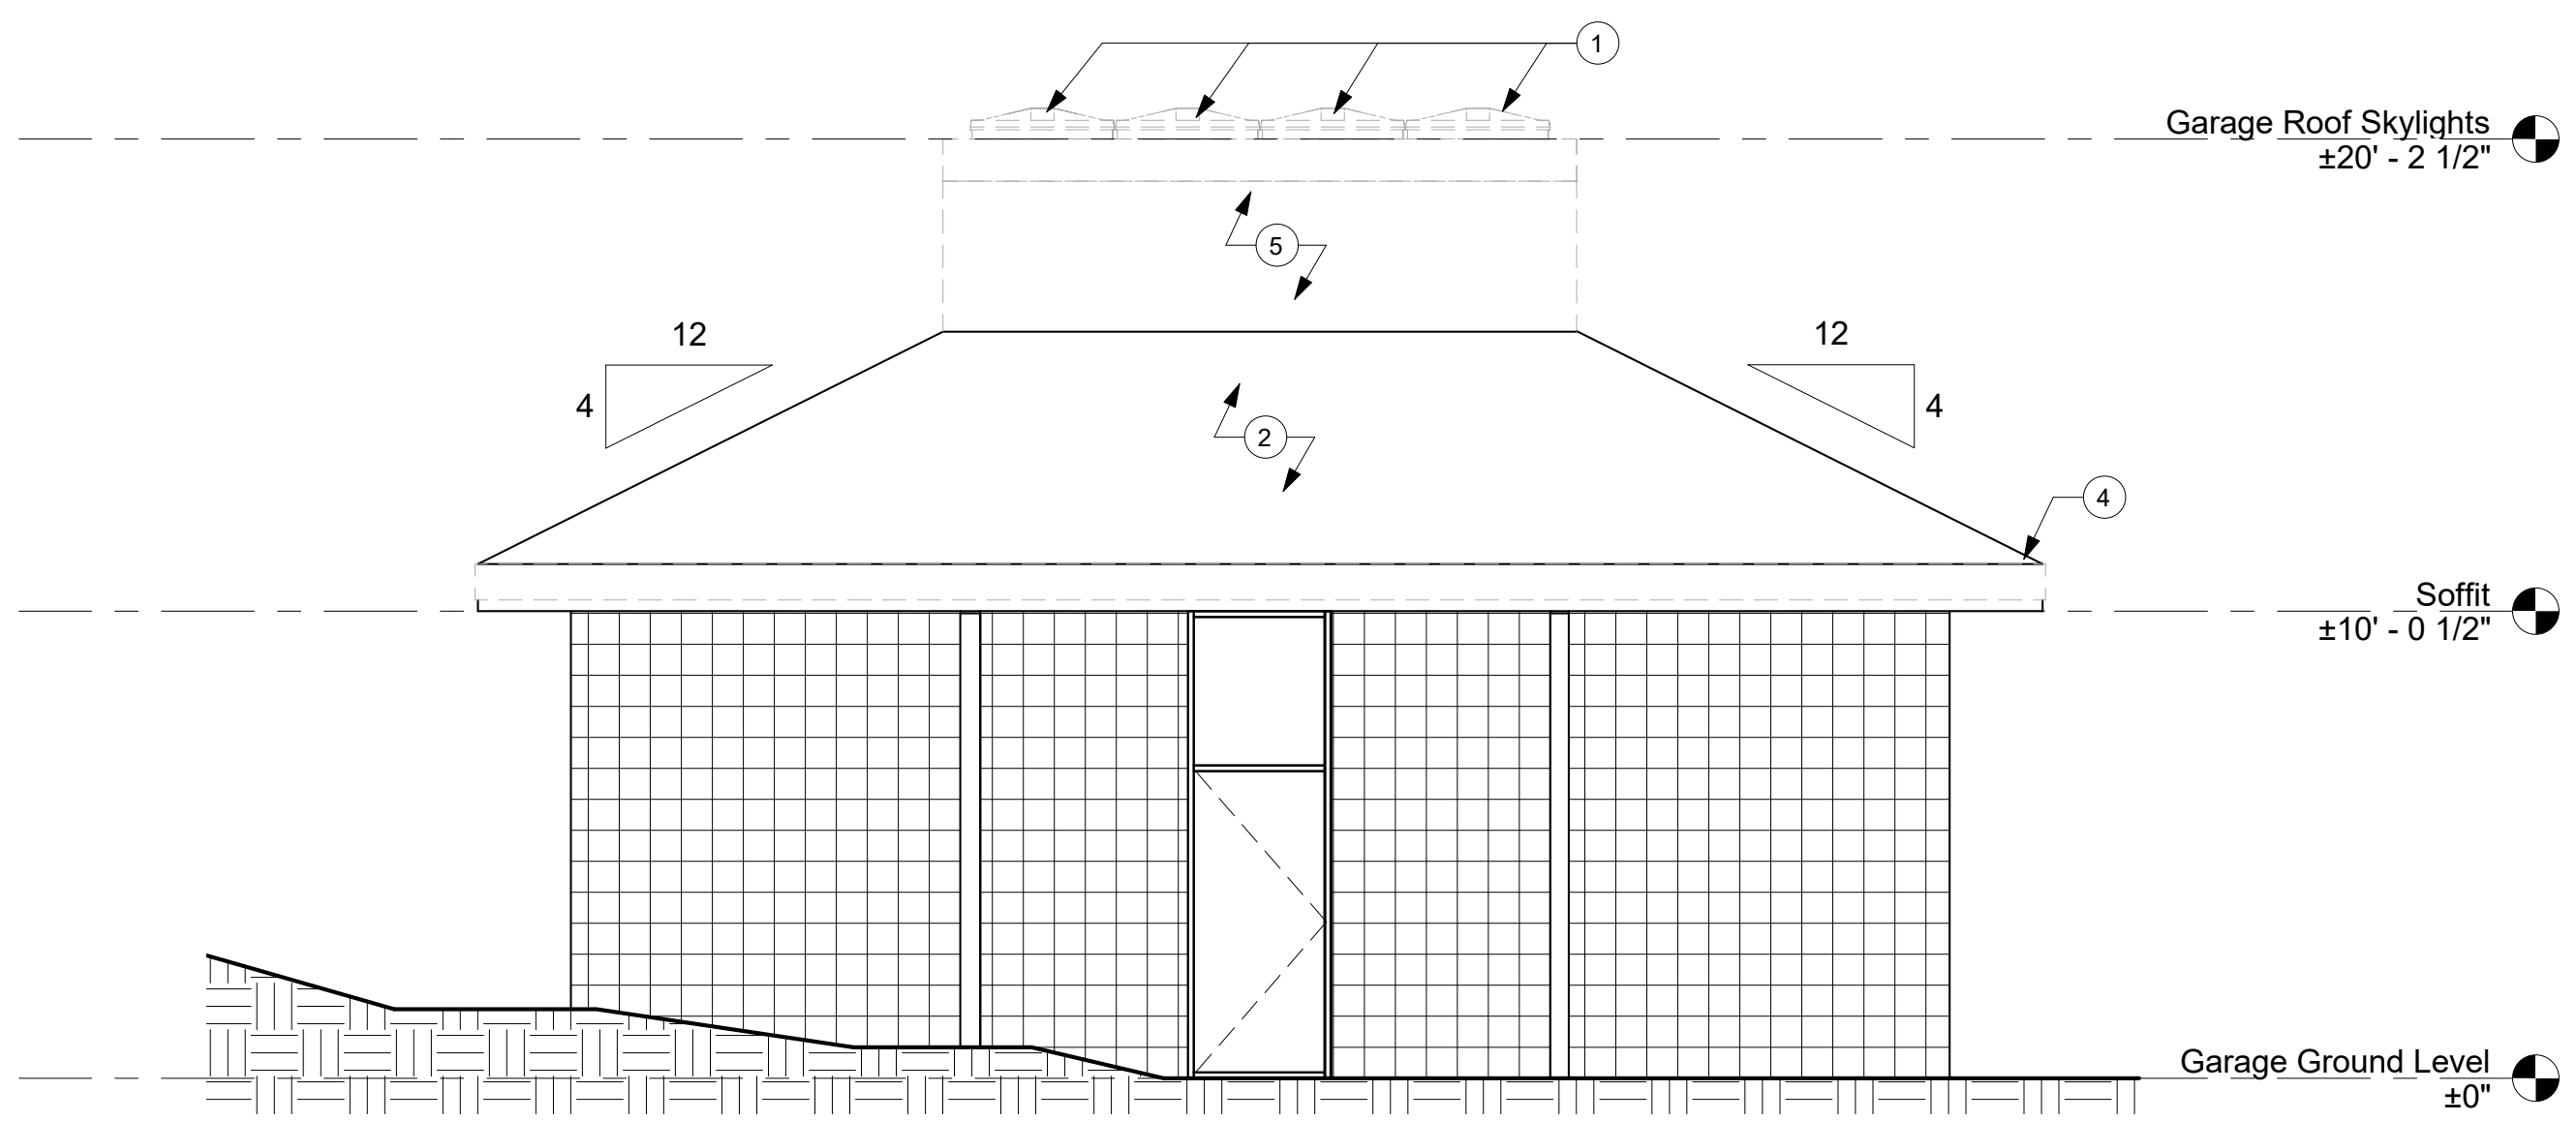 1
Garage Roof Skylights
±20' - 2 1/2"
5
12
12
4
4
2
4
Soffit
±10' - 0 1/2"
Garage Ground Level
±0"